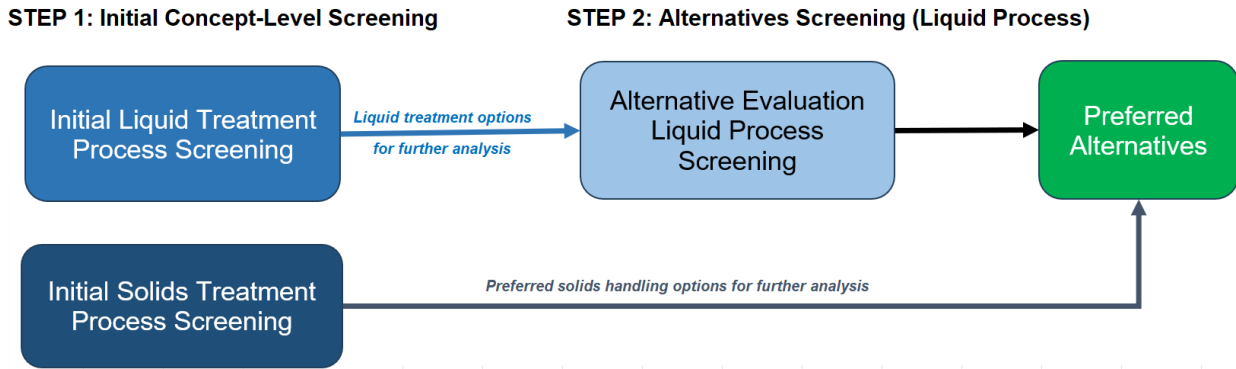 STEP 1: Initial Concept-Level Screening
STEP 2: Alternatives Screening (Liquid Process)
Initial Liquid Treatment
Process Screening
Liquid treatment options
for further analysis
Alternative Evaluation
Liquid Process
Screening
Preferred
Alternatives
Initial Solids Treatment
Process Screening
Preferred solids handling options for further analysis